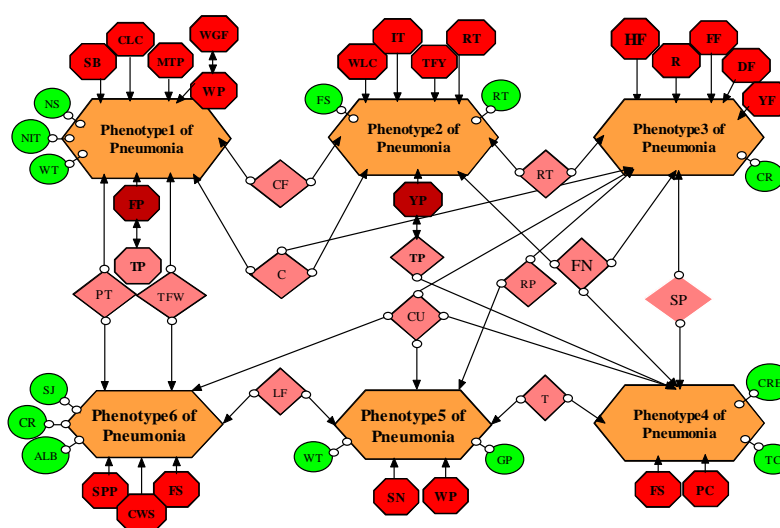 WGF
CLC
IT
RT
FF
HF
SB
MTP
WLC
TFY
R
DF
WP
YF
NS
FS
RT
NIT
Phenotype1 of
Pneumonia
Phenotype2 of
Pneumonia
Phenotype3 of
Pneumonia
WT
CF
RT
CR
FP
YP
TP
TP
C
FN
RP
PT
TFW
CU
SP
SJ
LF
T
CRE
CR
Phenotype6 of
Pneumonia
Phenotype5 of
Pneumonia
Phenotype4 of
Pneumonia
ALB
WT
GP
TC
SPP
FS
CWS
SN
WP
FS
PC